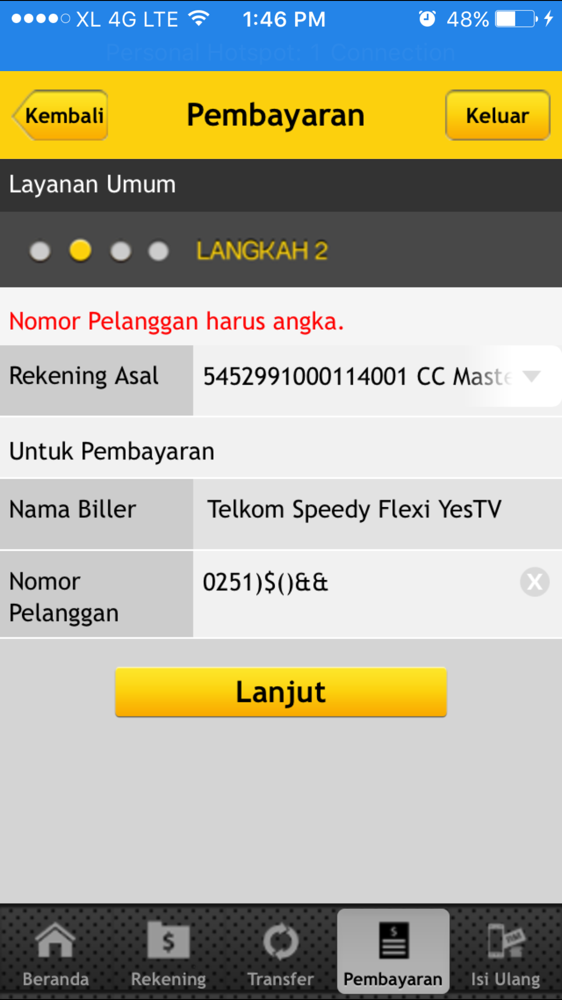 XL 4G LTE 1:46 PM 48%
Personal Hotspot: 1 Connection
Kembali Pembayaran Keluar
Layanan Umum
LANGKAH 2
Nomor Pelanggan harus angka.
Rekening Asal 5452991000114001 CC Maste
Untuk Pembayaran
Nama Biller Telkom Speedy Flexi YesTV
Nomor Pelanggan 0251)$()&&
Lanjut
Beranda Rekening Transfer Pembayaran Isi Ulang